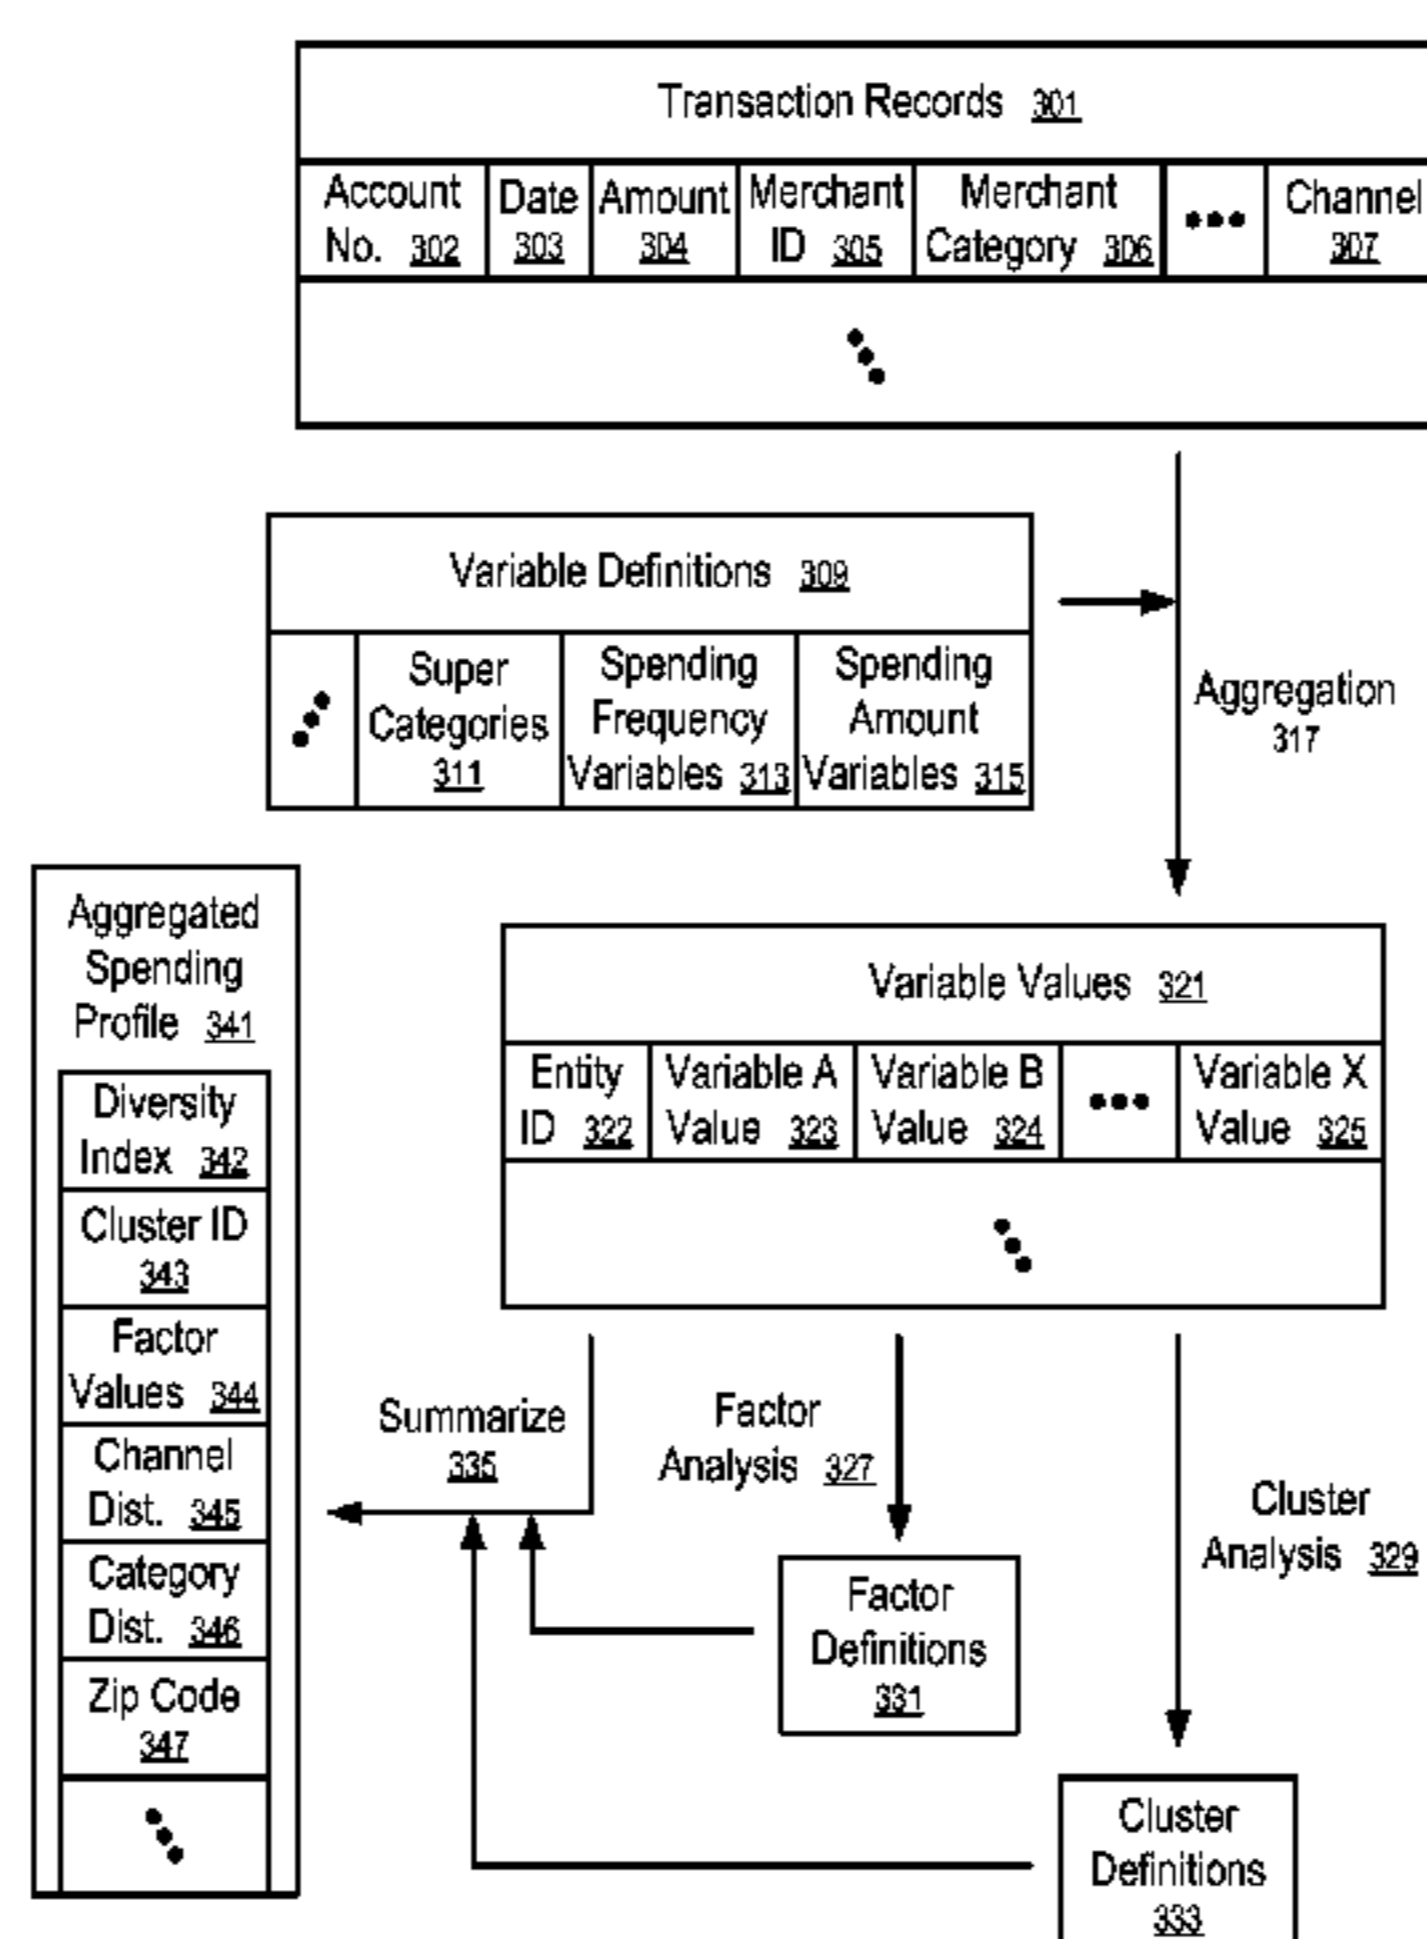 Transaction Records 301
Account
No. 302
Date
303
Amount
304
Merchant
ID 305
Merchant
Category 306
•••
Channel
307
Variable Definitions 309
Super
Categories
311
Spending
Frequency
Variables 313
Spending
Amount
Variables 315
Aggregation
317
Aggregated
Spending
Profile 341
Diversity
Index 342
Cluster ID
343
Factor
Values 344
Channel
Dist. 345
Category
Dist. 346
Zip Code
347
Variable Values 321
Entity
ID 322
Variable A
Value 323
Variable B
Value 324
•••
Variable X
Value 325
Summarize
335
Factor
Analysis 327
Cluster
Analysis 329
Factor
Definitions
331
Cluster
Definitions
333